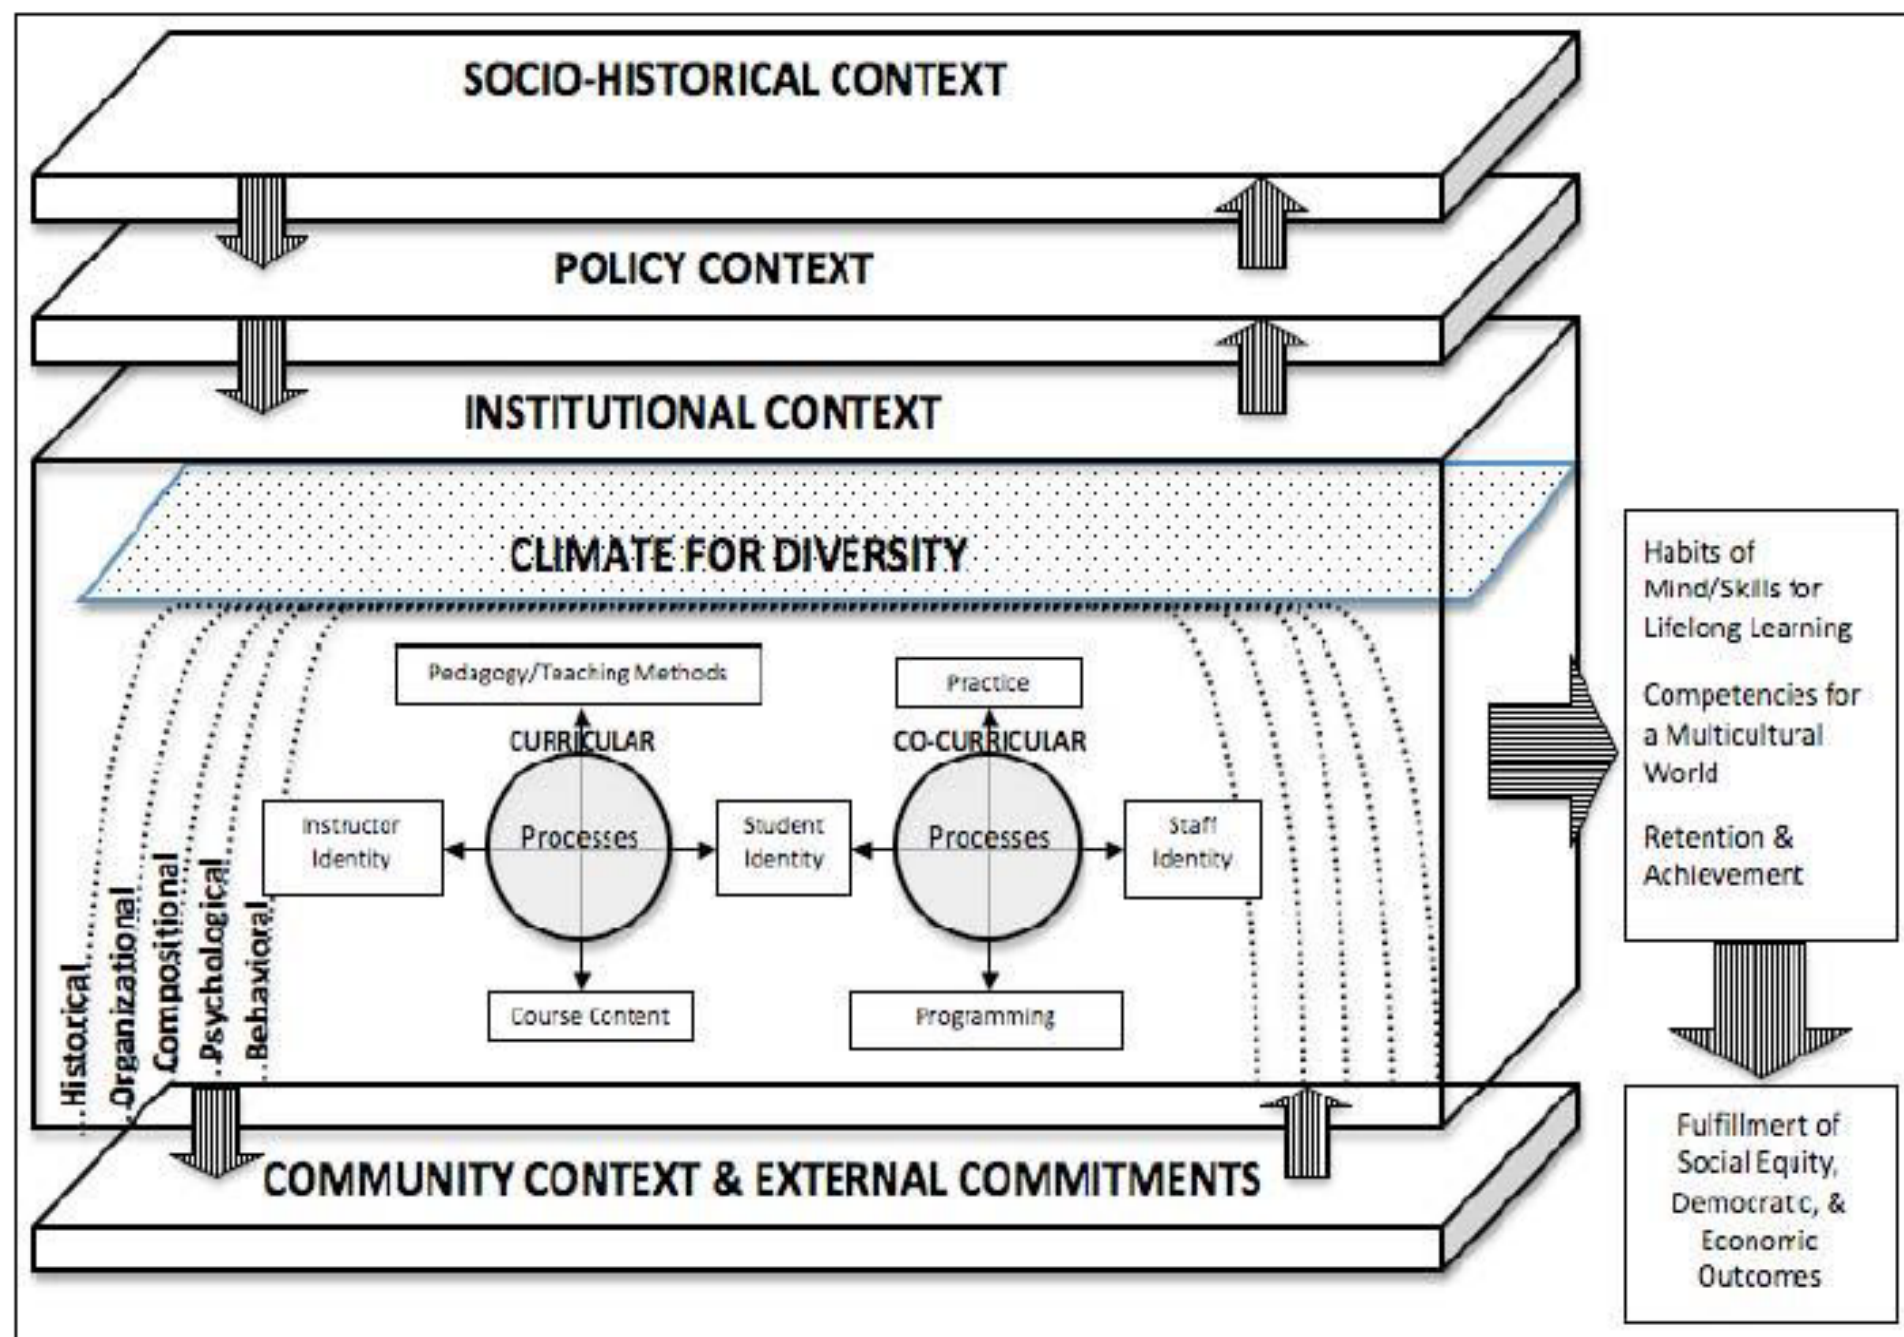 SOCIO-HISTORICAL CONTEXT
POLICY CONTEXT
INSTITUTIONAL CONTEXT
CLIMATE FOR DIVERSITY
Historical
Organizational
Compositional
Psychological
Behavioral
Pedagogy/Teaching Methods
CURRICULAR
Instructor
Identity
Processes
Student
Identity
Course Content
Practice
CO-CURRICULAR
Processes
Staff
Identity
Programming
COMMUNITY CONTEXT & EXTERNAL COMMITMENTS
Habits of
Mind/Skills for
Lifelong Learning
Competencies for
a Multicultural
World
Retention &
Achievement
Fulfillment of
Social Equity,
Democratic, &
Economic
Outcomes